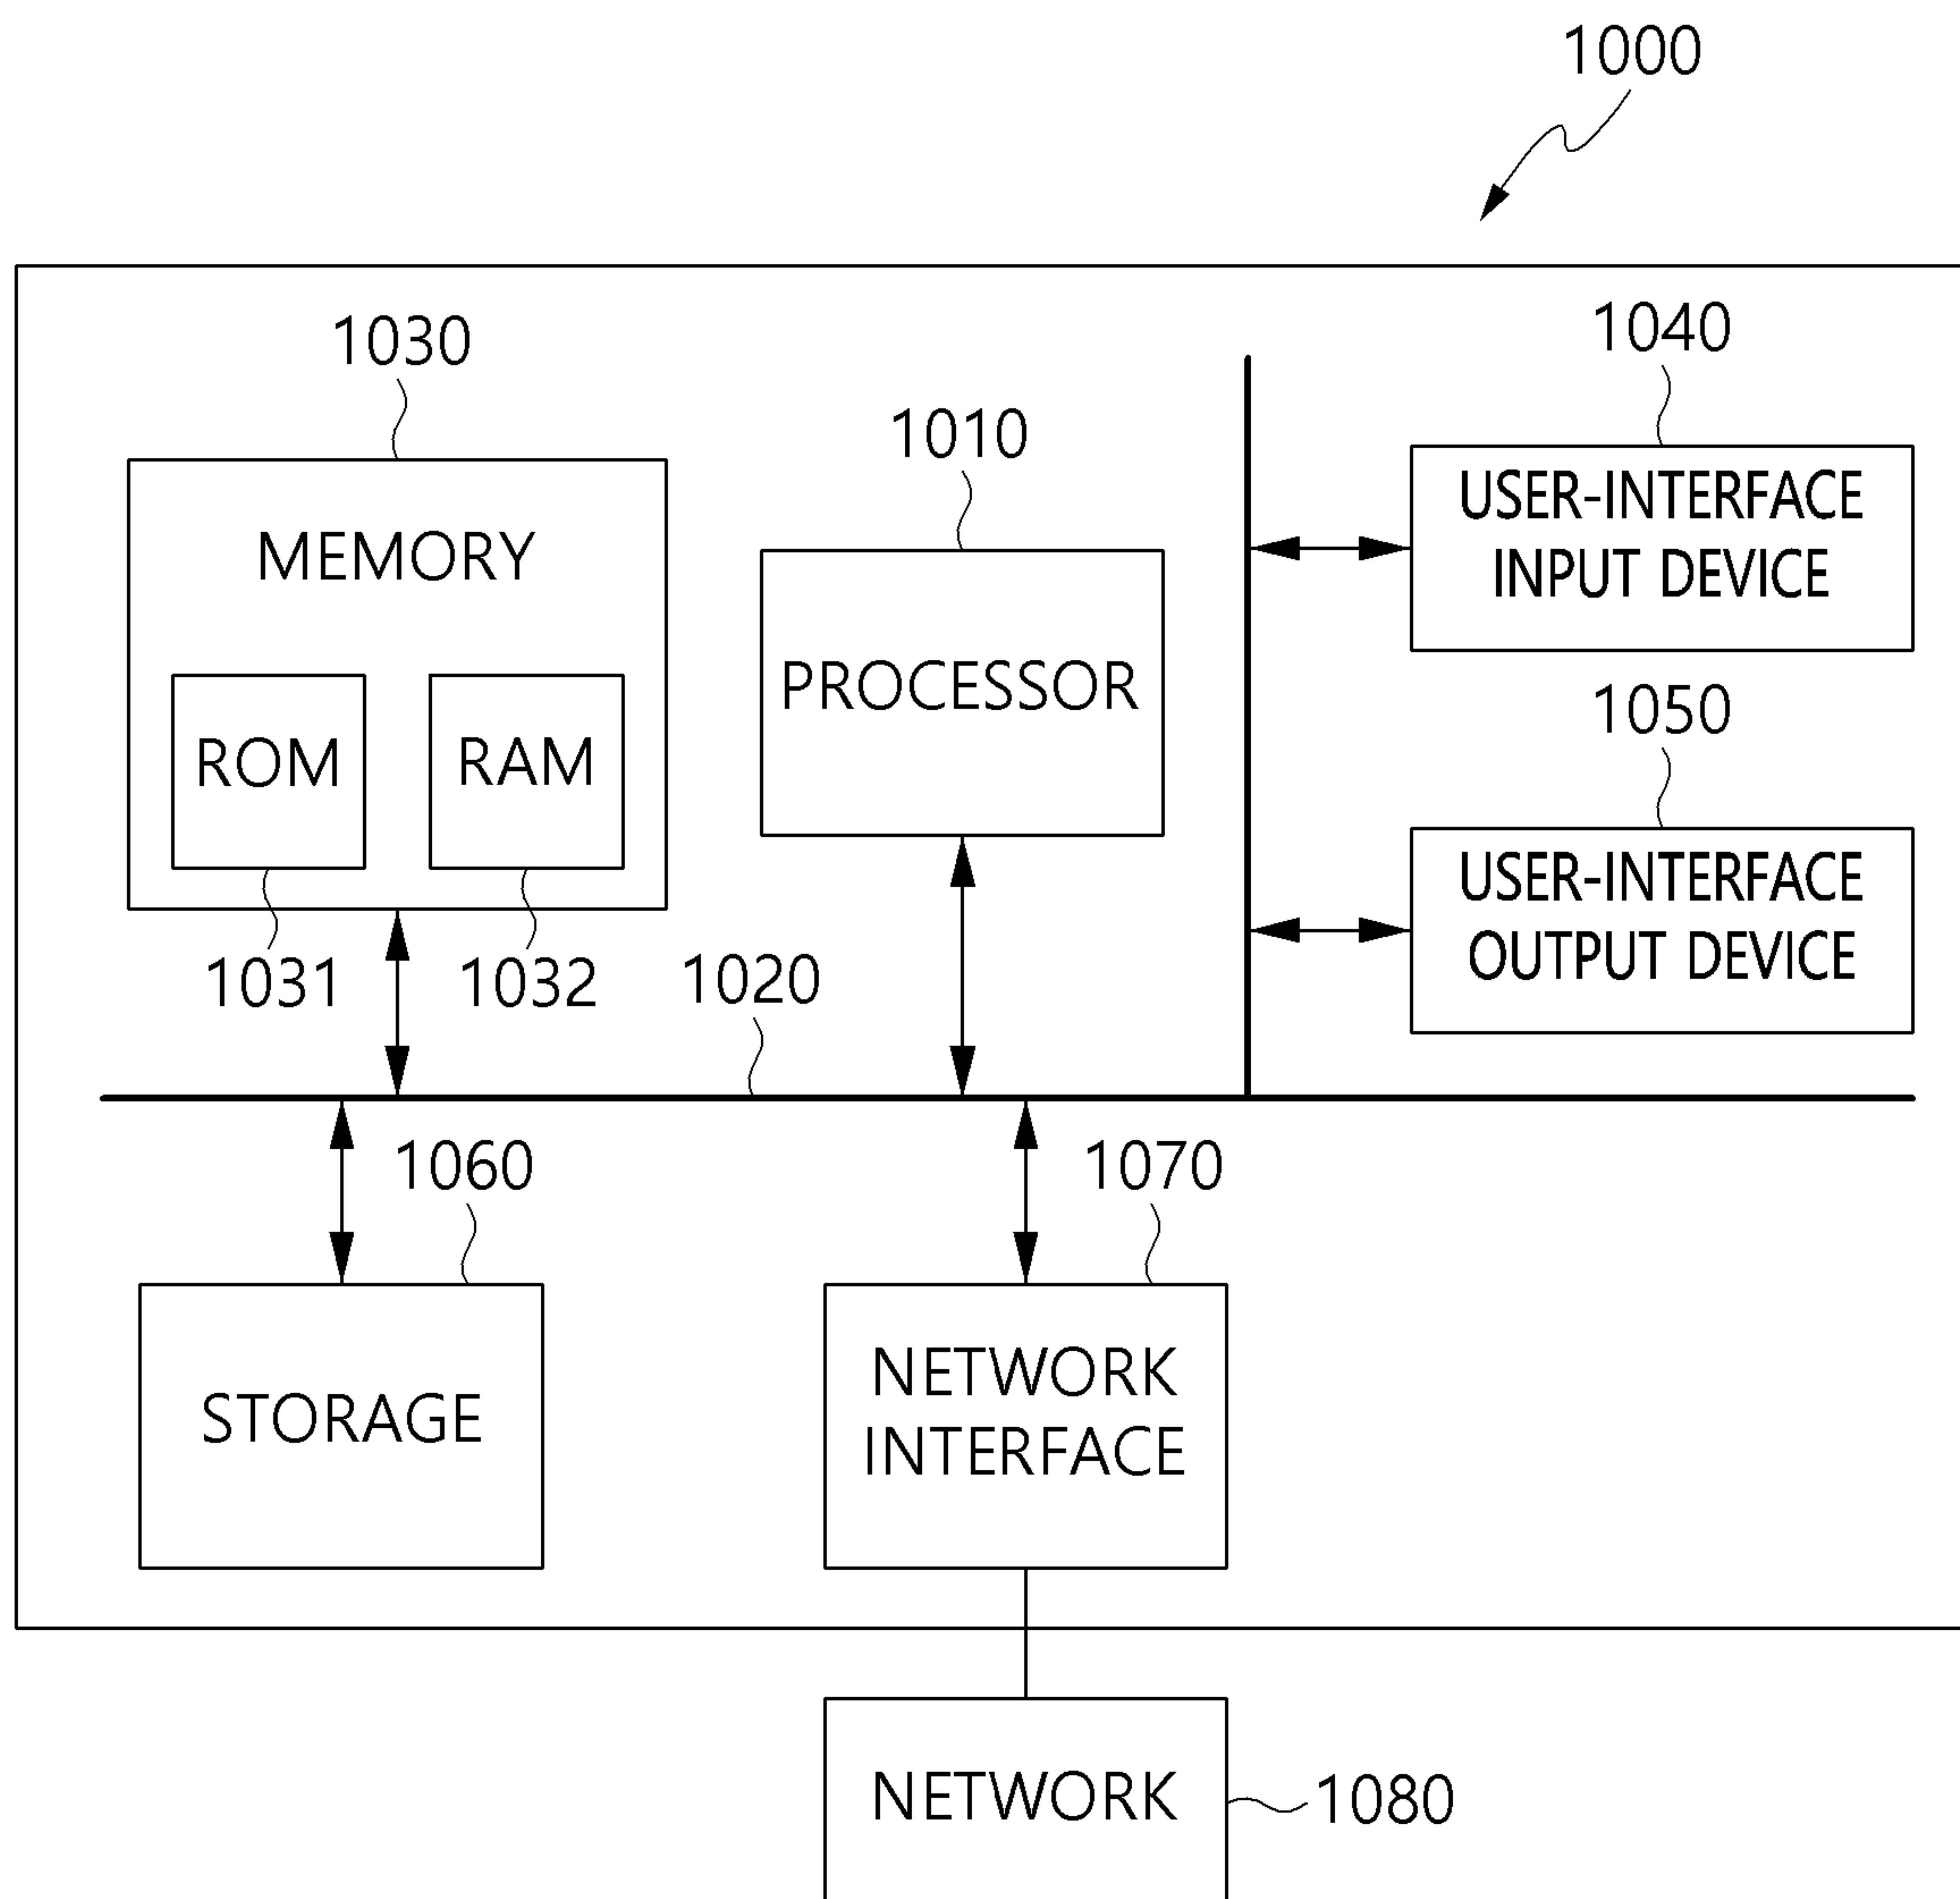 1000
1030
1040
1010
USER-INTERFACE
INPUT DEVICE
MEMORY
PROCESSOR
ROM
RAM
1050
USER-INTERFACE
OUTPUT DEVICE
1031
1032
1020
1060
1070
STORAGE
NETWORK
INTERFACE
NETWORK
1080